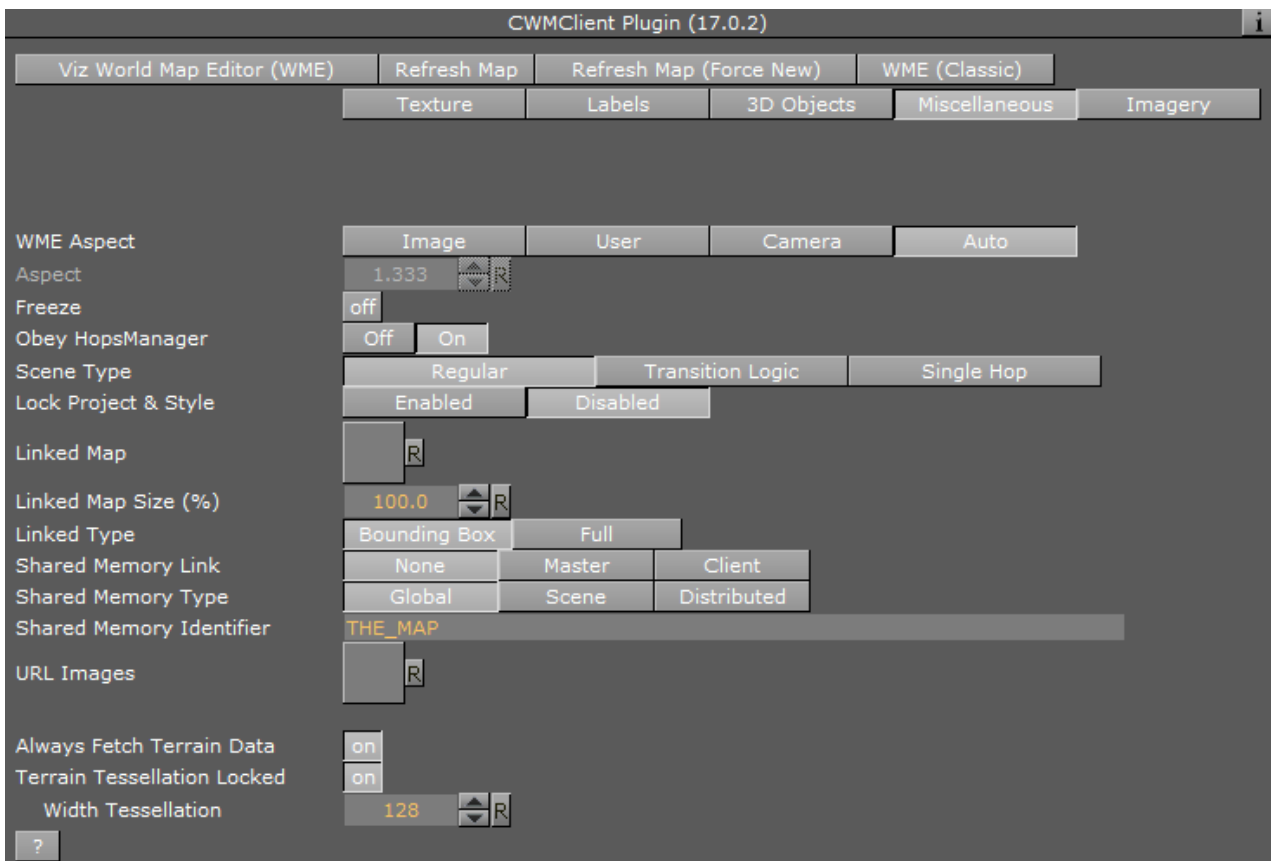 CWMClient Plugin (17.0.2) i
Viz World Map Editor (WME) Refresh Map Refresh Map (Force New) WME (Classic)
Texture Labels 3D Objects Miscellaneous Imagery
WME Aspect Image User Camera Auto
Aspect 1.333 R
Freeze off
Obey HopsManager Off On
Scene Type Regular Transition Logic Single Hop
Lock Project & Style Enabled Disabled
Linked Map R
Linked Map Size (%) 100.0 R
Linked Type Bounding Box Full
Shared Memory Link None Master Client
Shared Memory Type Global Scene Distributed
Shared Memory Identifier THE_MAP
URL Images R
Always Fetch Terrain Data on
Terrain Tessellation Locked on
Width Tessellation 128 R
?